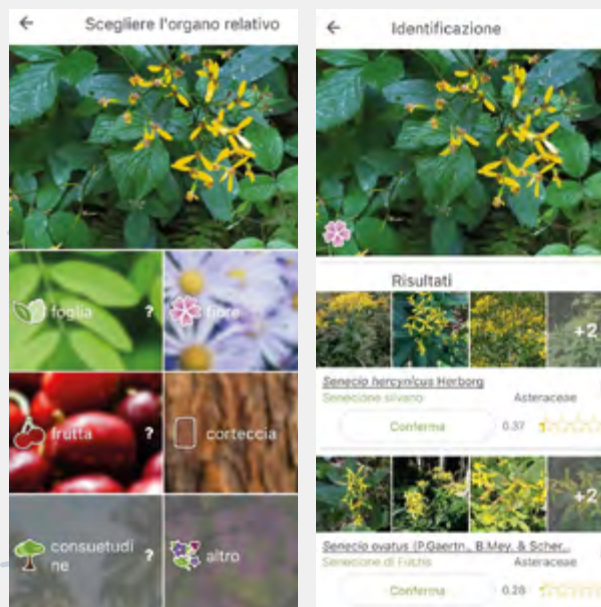 Scegliere l'organo relativo
foglia ?
fiore
frutta ?
corteccia
consuetudi
ne ?
altro
Identificazione
Risultati
+2
Senecio hercynicus Herborg
Senecione silvano Asteraceae
Conferma 0.37
+2
Senecio ovatus (P.Gaertn., B.Mey. & Scher...
Senecione di Fuchs Asteraceae
Conferma 0.28